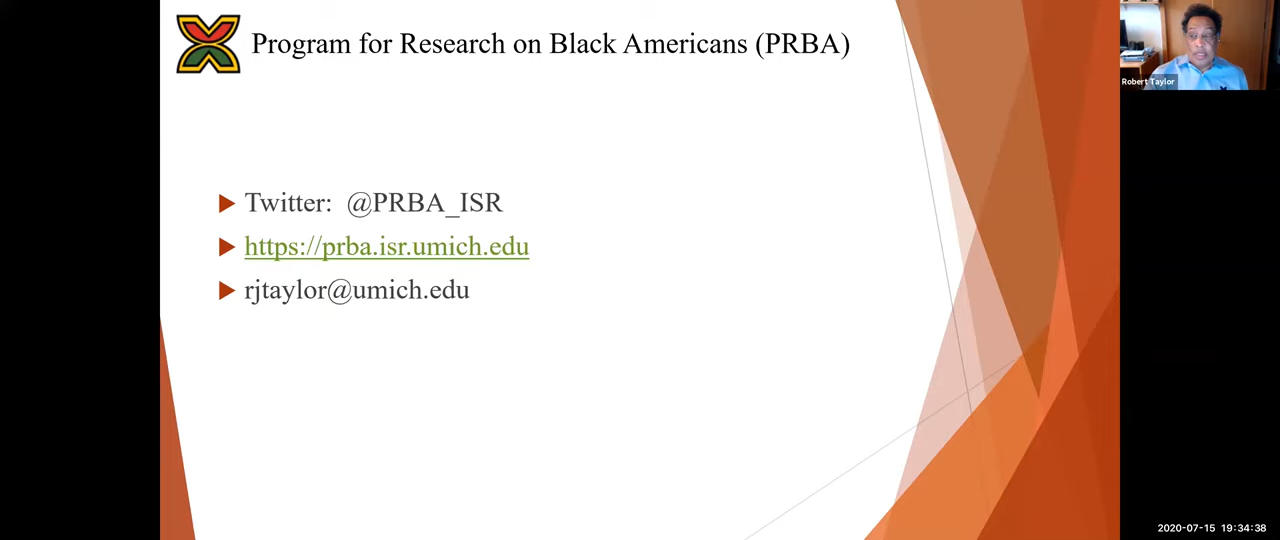 Program for Research on Black Americans (PRBA)
Robert Taylor
Twitter: @PRBA_ISR
https://prba.isr.umich.edu
rjtaylor@umich.edu
2020-07-15 19:34:38